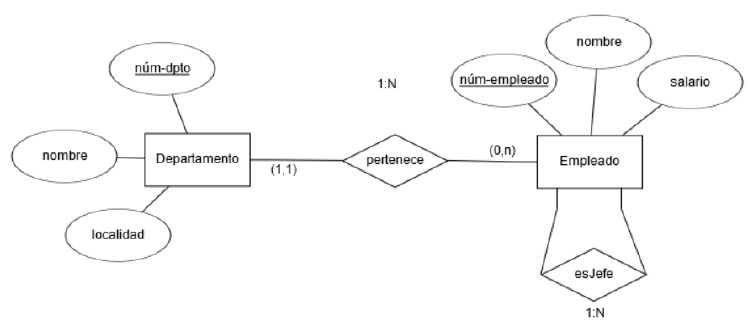 núm-dpto
nombre
localidad
Departamento
(1,1)
1:N
pertenece
(0,n)
núm-empleado
nombre
salario
Empleado
esJefe
1:N